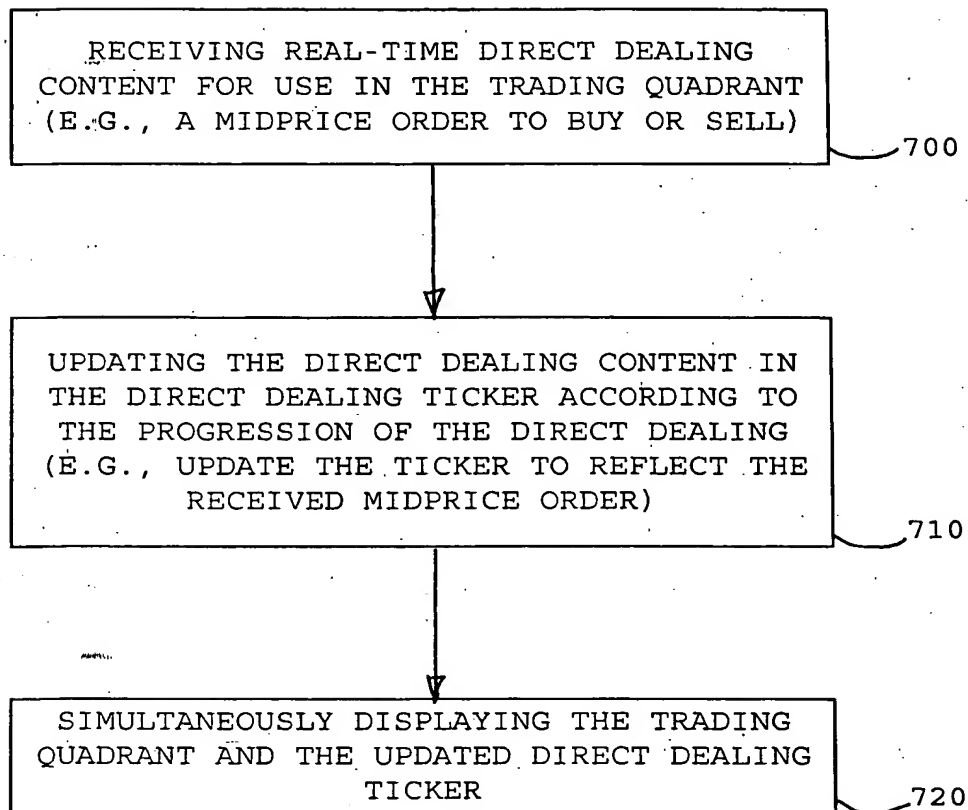 RECEIVING REAL-TIME DIRECT DEALING
CONTENT FOR USE IN THE TRADING QUADRANT
(E.G., A MIDPRICE ORDER TO BUY OR SELL)
700
UPDATING THE DIRECT DEALING CONTENT IN
THE DIRECT DEALING TICKER ACCORDING TO
THE PROGRESSION OF THE DIRECT DEALING
(E.G., UPDATE THE TICKER TO REFLECT THE
RECEIVED MIDPRICE ORDER)
710
SIMULTANEOUSLY DISPLAYING THE TRADING
QUADRANT AND THE UPDATED DIRECT DEALING
TICKER
720